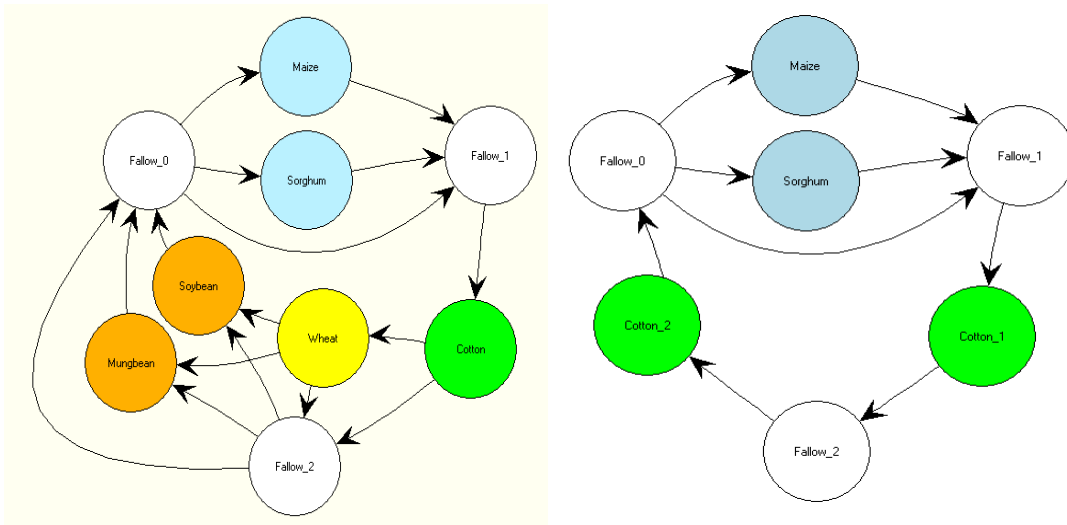 Maize
Fallow_0
Fallow_1
Sorghum
Soybean
Wheat
Cotton
Mungbean
Fallow_2
Maize
Fallow_0
Fallow_1
Sorghum
Cotton_2
Cotton_1
Fallow_2